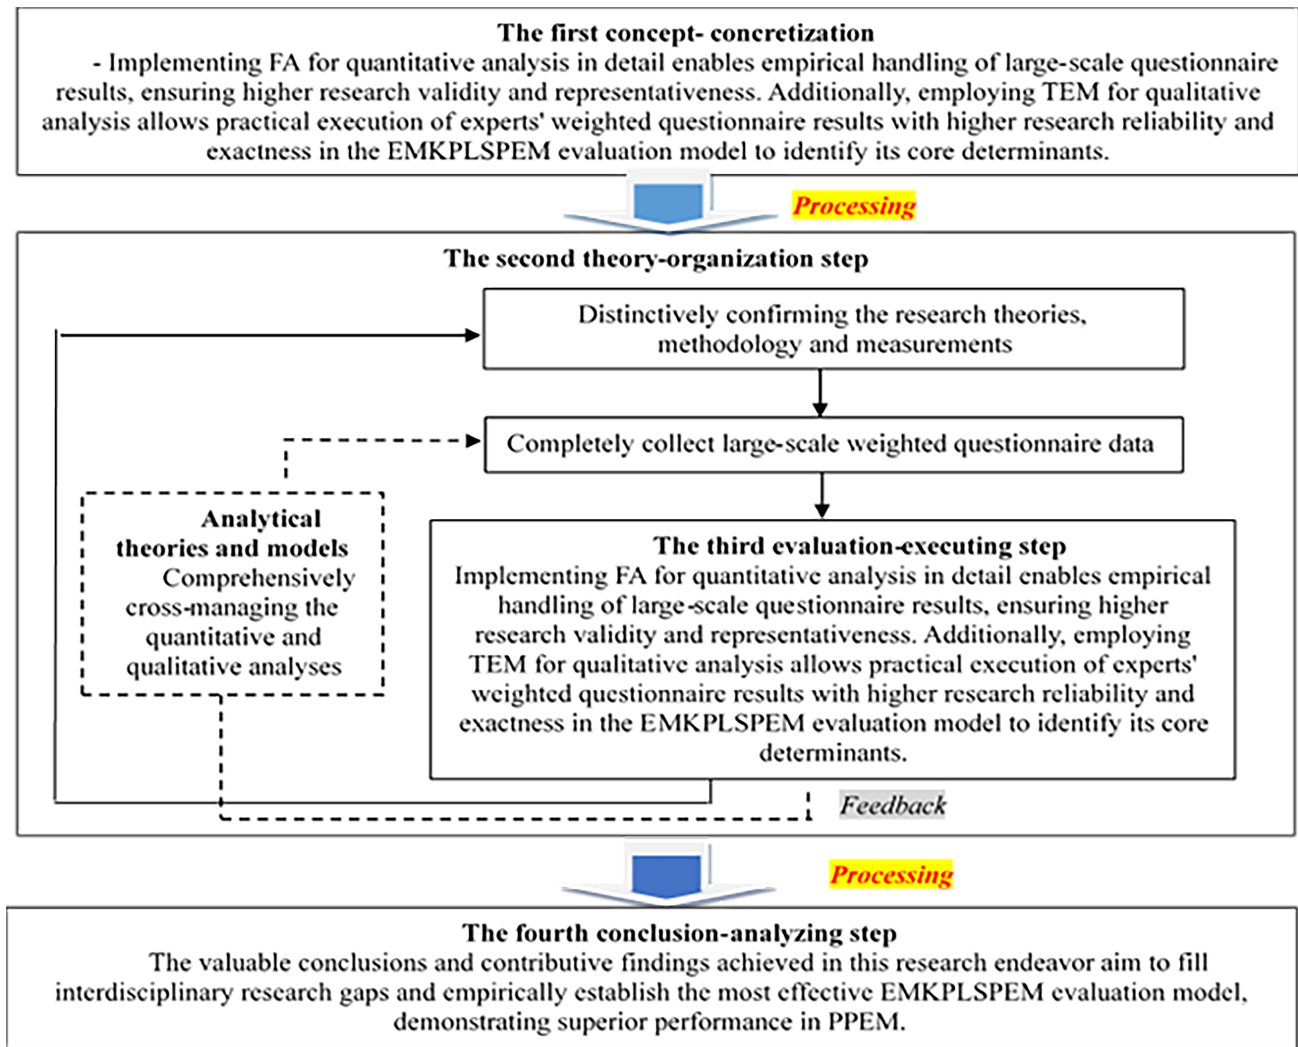 The first concept- concretization
- Implementing FA for quantitative analysis in detail enables empirical handling of large-scale questionnaire
results, ensuring higher research validity and representativeness. Additionally, employing TEM for qualitative
analysis allows practical execution of experts' weighted questionnaire results with higher research reliability and
exactness in the EMKPLSPEM evaluation model to identify its core determinants.
Processing
The second theory-organization step
Distinctively confirming the research theories,
methodology and measurements
Completely collect large-scale weighted questionnaire data
Analytical
theories and models
Comprehensively
cross-managing the
quantitative and
qualitative analyses
The third evaluation-executing step
Implementing FA for quantitative analysis in detail enables empirical
handling of large-scale questionnaire results, ensuring higher
research validity and representativeness. Additionally, employing
TEM for qualitative analysis allows practical execution of experts'
weighted questionnaire results with higher research reliability and
exactness in the EMKPLSPEM evaluation model to identify its core
determinants.
Feedback
Processing
The fourth conclusion-analyzing step
The valuable conclusions and contributive findings achieved in this research endeavor aim to fill
interdisciplinary research gaps and empirically establish the most effective EMKPLSPEM evaluation model,
demonstrating superior performance in PPEM.